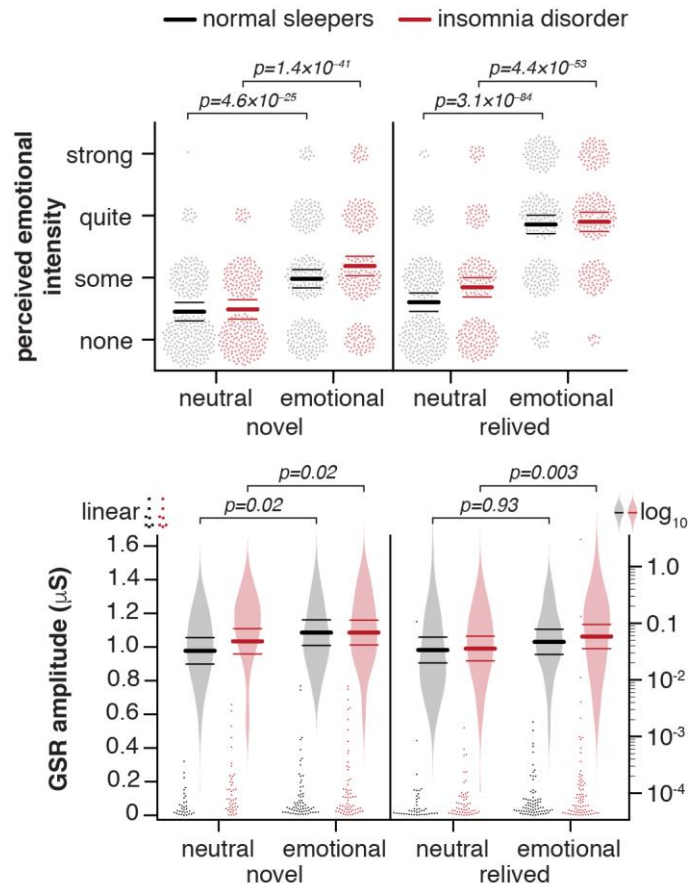 normal sleepers insomnia disorder
p=1.4×10⁻⁴¹ p=4.4×10⁻⁵³
p=4.6×10⁻²⁵ p=3.1×10⁻⁸⁴
perceived emotional
intensity
strong
quite
some
none
neutral emotional neutral emotional
novel relived
p=0.02 p=0.003
linear p=0.02 p=0.93 log₁₀
GSR amplitude (µS)
1.6
1.4 1.0
1.2
1.0 0.1
0.8 10⁻²
0.6
0.4 10⁻³
0.2
0 10⁻⁴
neutral emotional neutral emotional
novel relived